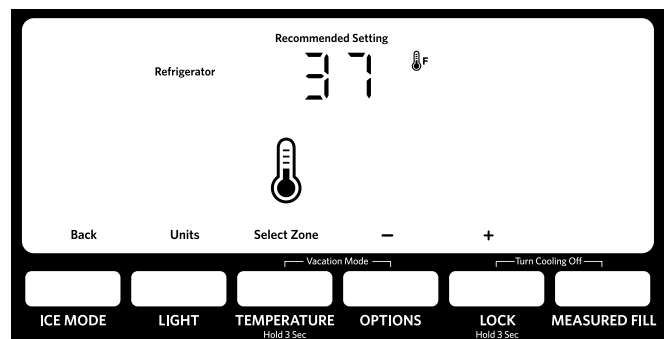 Recommended Setting
Refrigerator 37 F
Back Units Select Zone – +
Vacation Mode Turn Cooling Off
ICE MODE LIGHT TEMPERATURE OPTIONS LOCK MEASURED FILL
Hold 3 Sec Hold 3 Sec